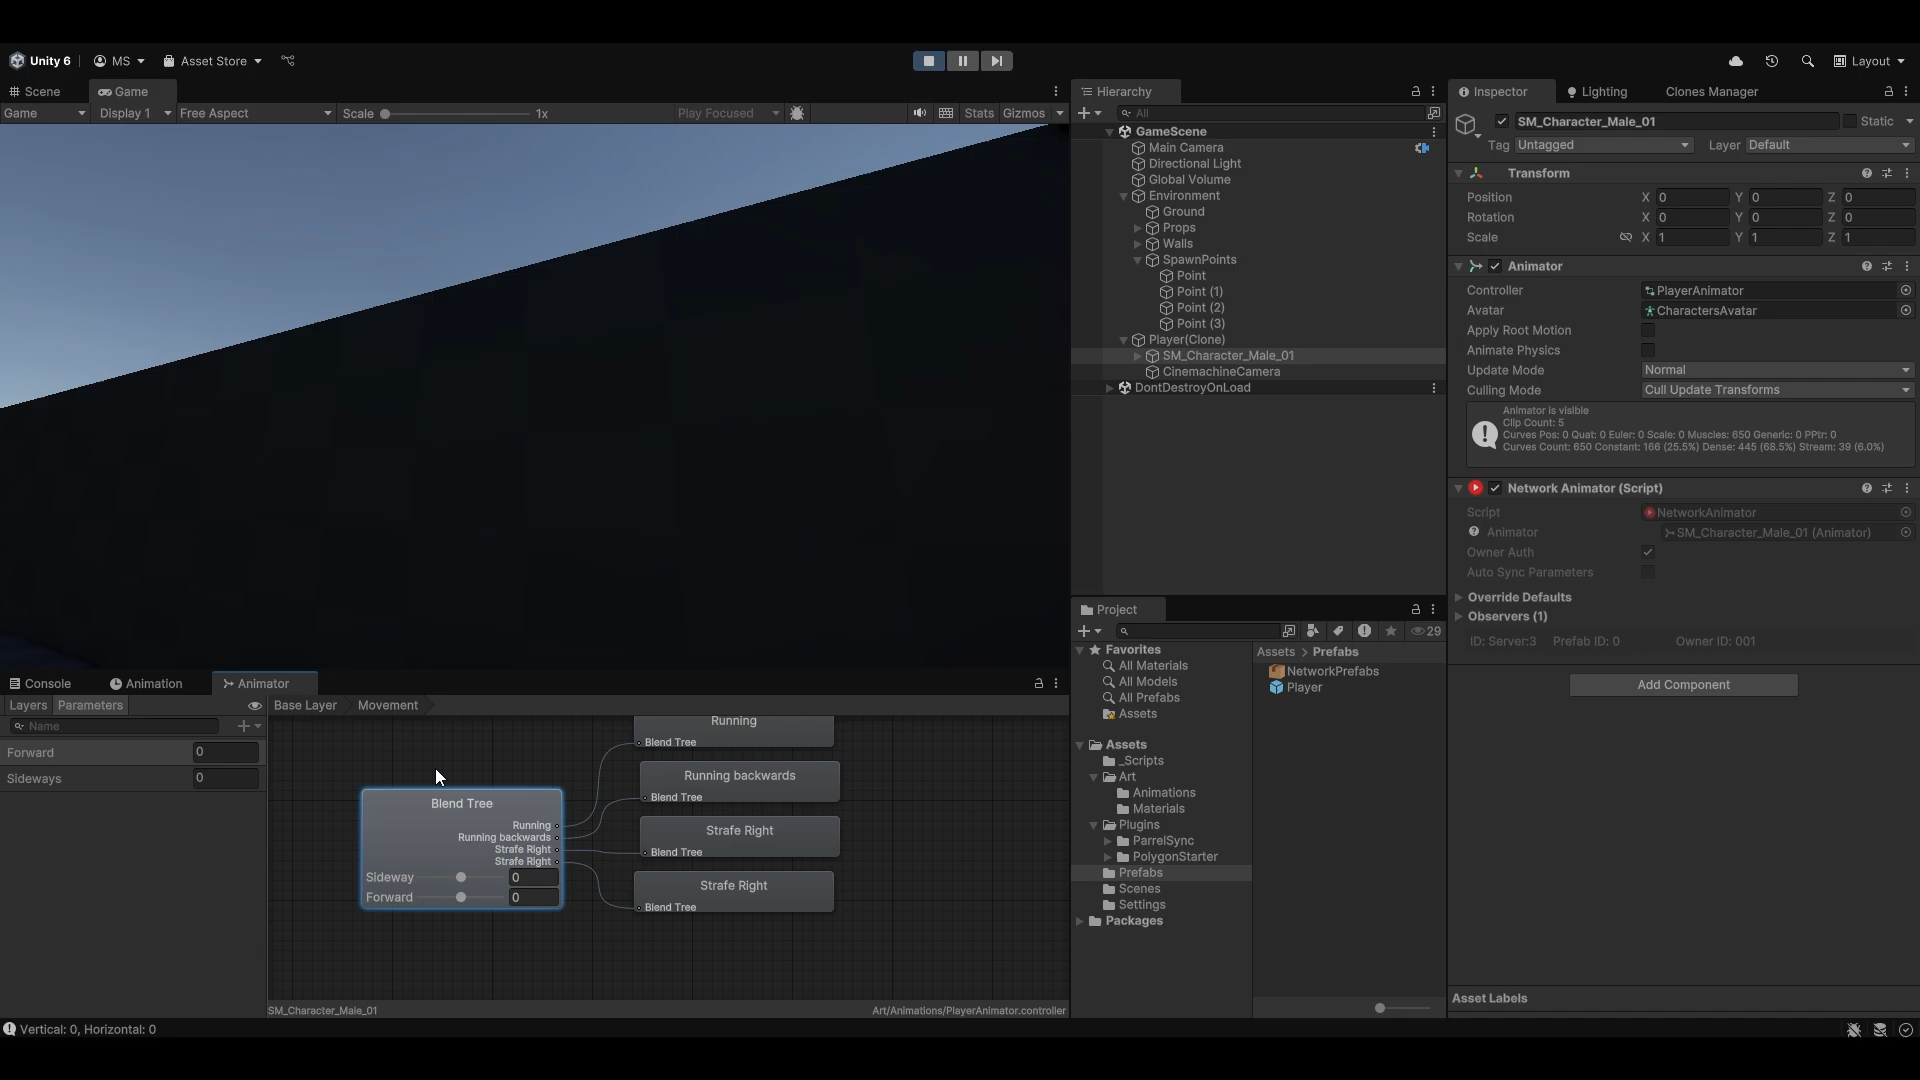 Unity 6
MS
Asset Store
Layout
Scene
Game
Game
Display 1
Free Aspect
Scale
1x
Play Focused
Stats
Gizmos
Hierarchy
All
GameScene
Main Camera
Directional Light
Global Volume
Environment
Ground
Props
Walls
SpawnPoints
Point
Point (1)
Point (2)
Point (3)
Player(Clone)
SM_Character_Male_01
CinemachineCamera
DontDestroyOnLoad
Inspector
Lighting
Clones Manager
SM_Character_Male_01
Static
Tag Untagged
Layer Default
Transform
Position X 0 Y 0 Z 0
Rotation X 0 Y 0 Z 0
Scale X 1 Y 1 Z 1
Animator
Controller PlayerAnimator
Avatar CharactersAvatar
Apply Root Motion
Animate Physics
Update Mode Normal
Culling Mode Cull Update Transforms
Animator is visible
Clip Count: 5
Curves Pos: 0 Quat: 0 Euler: 0 Scale: 0 Muscles: 650 Generic: 0 PPtr: 0
Curves Count: 650 Constant: 166 (25.5%) Dense: 445 (68.5%) Stream: 39 (6.0%)
Network Animator (Script)
Script NetworkAnimator
Animator SM_Character_Male_01 (Animator)
Owner Auth
Auto Sync Parameters
Override Defaults
Observers (1)
ID: Server:3 Prefab ID: 0 Owner ID: 001
Add Component
Asset Labels
Project
29
Favorites
All Materials
All Models
All Prefabs
Assets
Assets
_Scripts
Art
Animations
Materials
Plugins
ParrelSync
PolygonStarter
Prefabs
Scenes
Settings
Packages
Assets > Prefabs
NetworkPrefabs
Player
Console
Animation
Animator
Layers
Parameters
Base Layer
Movement
Name
Forward 0
Sideways 0
Blend Tree
Running
Running backwards
Strafe Right
Strafe Right
Sideway 0
Forward 0
Running
Blend Tree
Running backwards
Blend Tree
Strafe Right
Blend Tree
Strafe Right
Blend Tree
SM_Character_Male_01
Art/Animations/PlayerAnimator.controller
Vertical: 0, Horizontal: 0